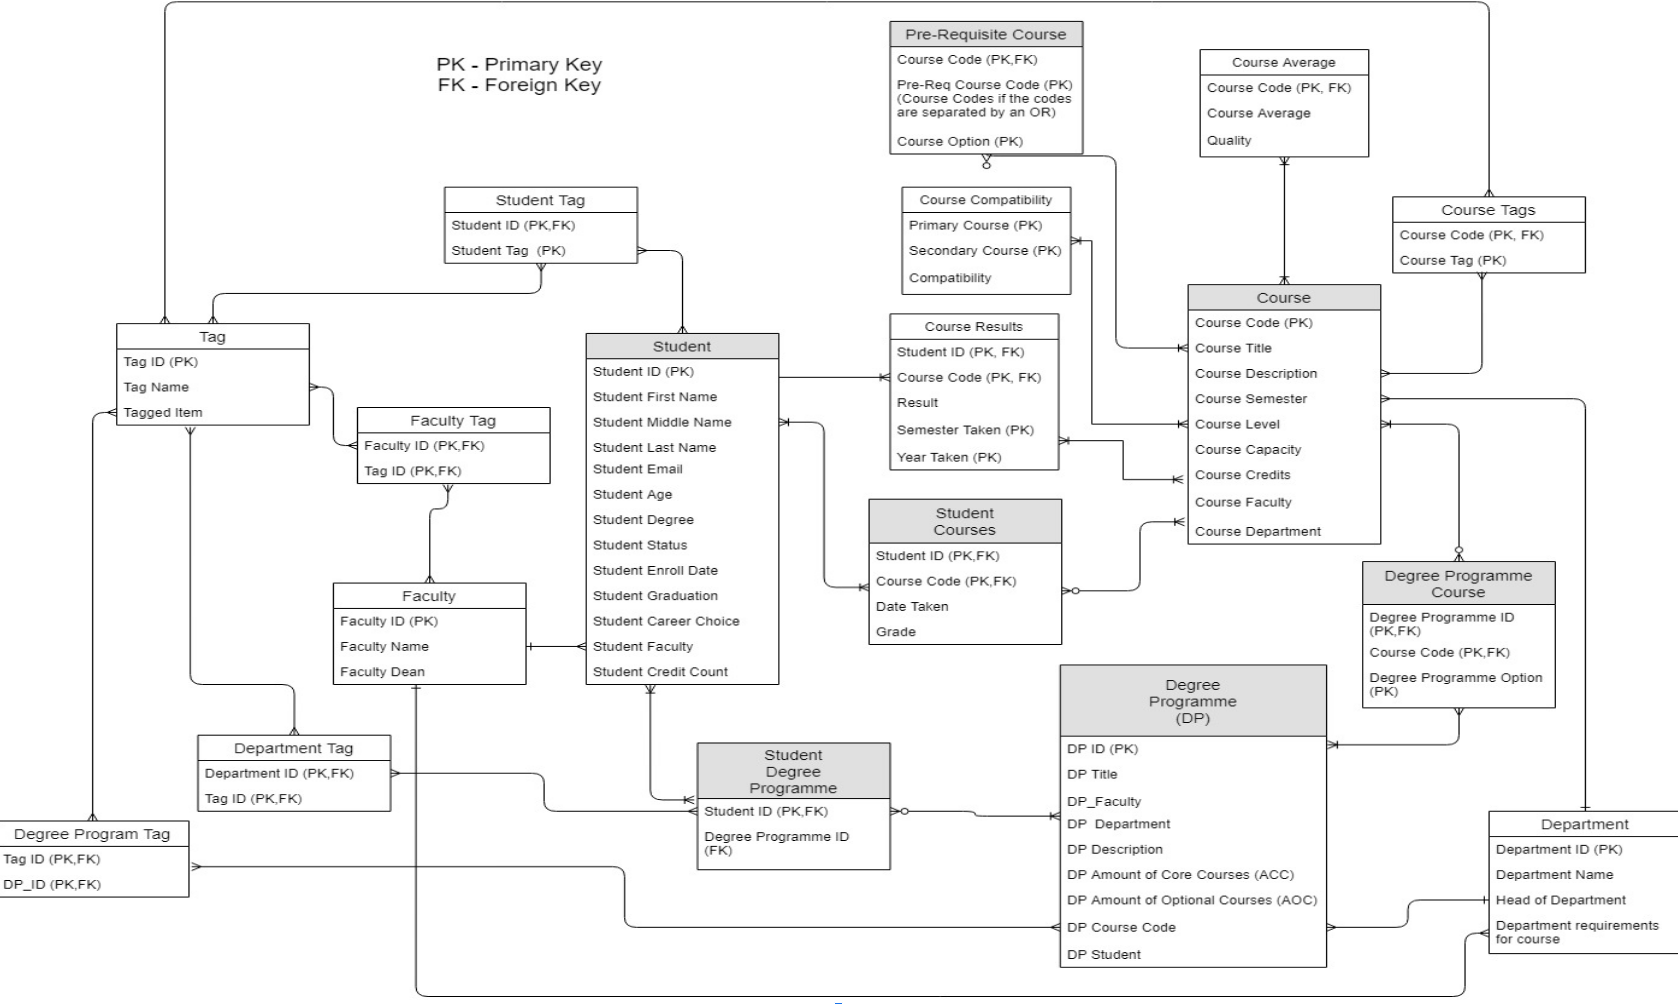 PK - Primary Key
FK - Foreign Key
Pre-Requisite Course
Course Code (PK,FK)
Pre-Req Course Code (PK)
(Course Codes if the codes
are separated by an OR)
Course Option (PK)
Course Average
Course Code (PK, FK)
Course Average
Quality
Student Tag
Student ID (PK,FK)
Student Tag  (PK)
Course Compatibility
Primary Course (PK)
Secondary Course (PK)
Compatibility
Course Tags
Course Code (PK, FK)
Course Tag (PK)
Tag
Tag ID (PK)
Tag Name
Tagged Item
Student
Student ID (PK)
Student First Name
Student Middle Name
Student Last Name
Student Email
Student Age
Student Degree
Student Status
Student Enroll Date
Student Graduation
Student Career Choice
Student Faculty
Student Credit Count
Course Results
Student ID (PK, FK)
Course Code (PK, FK)
Result
Semester Taken (PK)
Year Taken (PK)
Course
Course Code (PK)
Course Title
Course Description
Course Semester
Course Level
Course Capacity
Course Credits
Course Faculty
Course Department
Faculty Tag
Faculty ID (PK,FK)
Tag ID (PK,FK)
Student
Courses
Student ID (PK,FK)
Course Code (PK,FK)
Date Taken
Grade
Degree Programme
Course
Degree Programme ID
(PK,FK)
Course Code (PK,FK)
Degree Programme Option
(PK)
Faculty
Faculty ID (PK)
Faculty Name
Faculty Dean
Degree
Programme
(DP)
DP ID (PK)
DP Title
DP_Faculty
DP  Department
DP Description
DP Amount of Core Courses (ACC)
DP Amount of Optional Courses (AOC)
DP Course Code
DP Student
Department Tag
Department ID (PK,FK)
Tag ID (PK,FK)
Student
Degree
Programme
Student ID (PK,FK)
Degree Programme ID
(FK)
Degree Program Tag
Tag ID (PK,FK)
DP_ID (PK,FK)
Department
Department ID (PK)
Department Name
Head of Department
Department requirements
for course